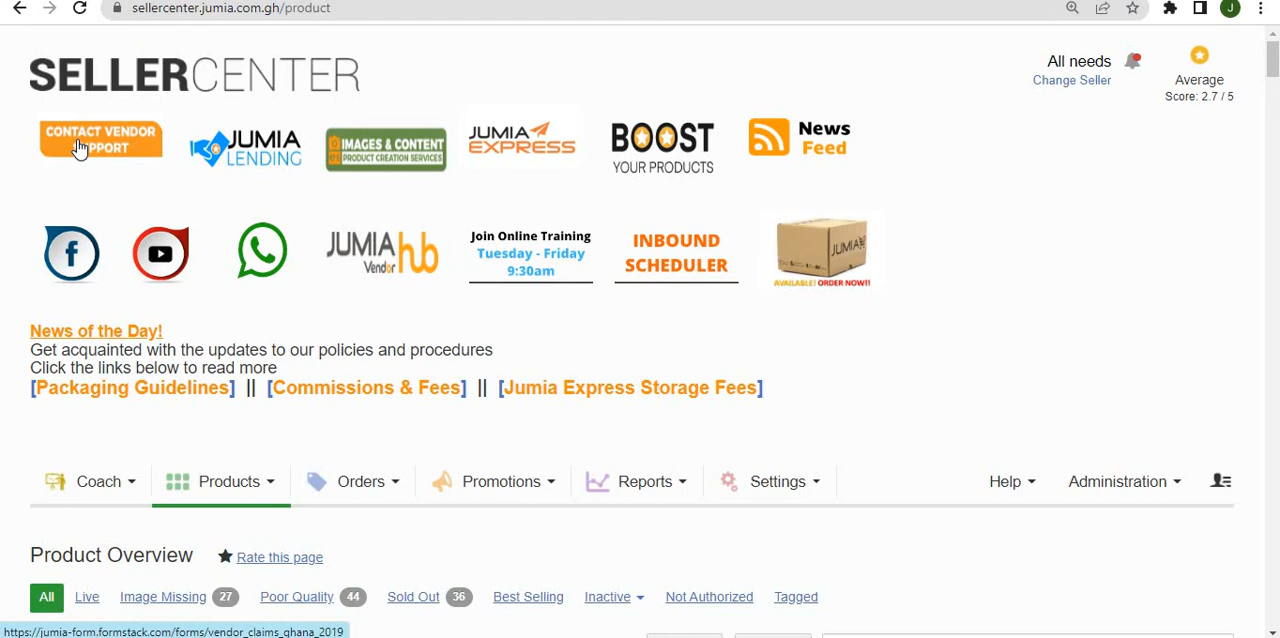 sellercenter.jumia.com.gh/product
J
SELLERCENTER
All needs
Change Seller
Average
Score: 2.7 / 5
CONTACT VENDOR
PPORT
JUMIA
LENDING
IMAGES & CONTENT
PRODUCT CREATION SERVICES
JUMIA
EXPRESS
BOOST
YOUR PRODUCTS
News
Feed
JUMIA hub
Vendor
Join Online Training
Tuesday - Friday
9:30am
INBOUND
SCHEDULER
JUMIA
AVAILABLE! ORDER NOW!!
News of the Day!
Get acquainted with the updates to our policies and procedures
Click the links below to read more
[Packaging Guidelines] || [Commissions & Fees] || [Jumia Express Storage Fees]
Coach Products Orders Promotions Reports Settings Help Administration
Product Overview Rate this page
All Live Image Missing 27 Poor Quality 44 Sold Out 36 Best Selling Inactive Not Authorized Tagged
https://jumia-form.formstack.com/forms/vendor_claims_ghana_2019